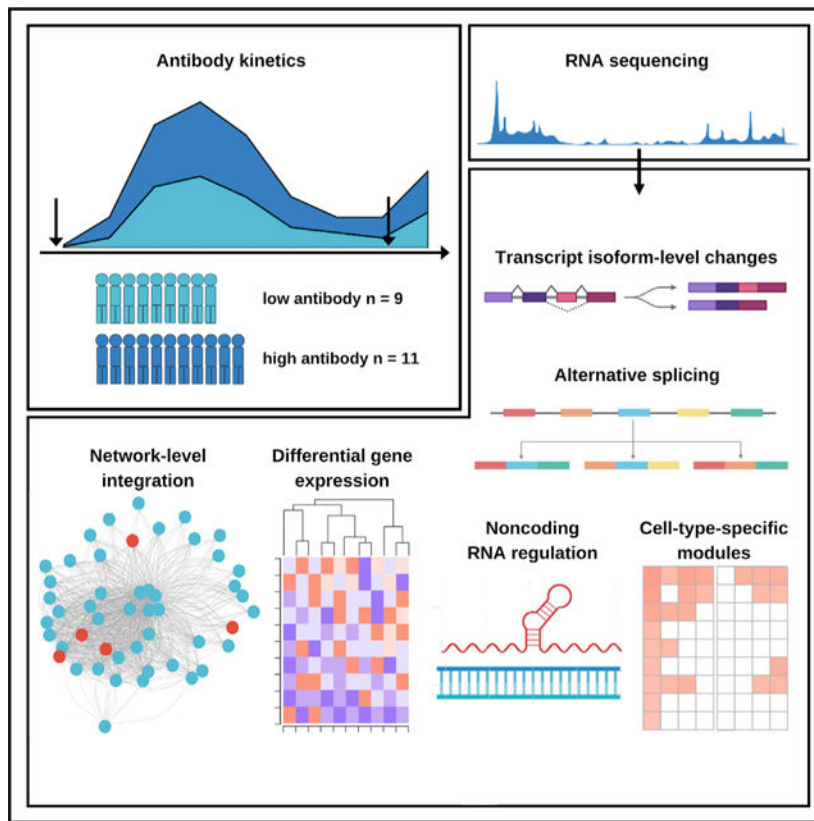 Antibody kinetics
low antibody n = 9
high antibody n = 11
RNA sequencing
Transcript isoform-level changes
Alternative splicing
Network-level
integration
Differential gene
expression
Noncoding
RNA regulation
Cell-type-specific
modules